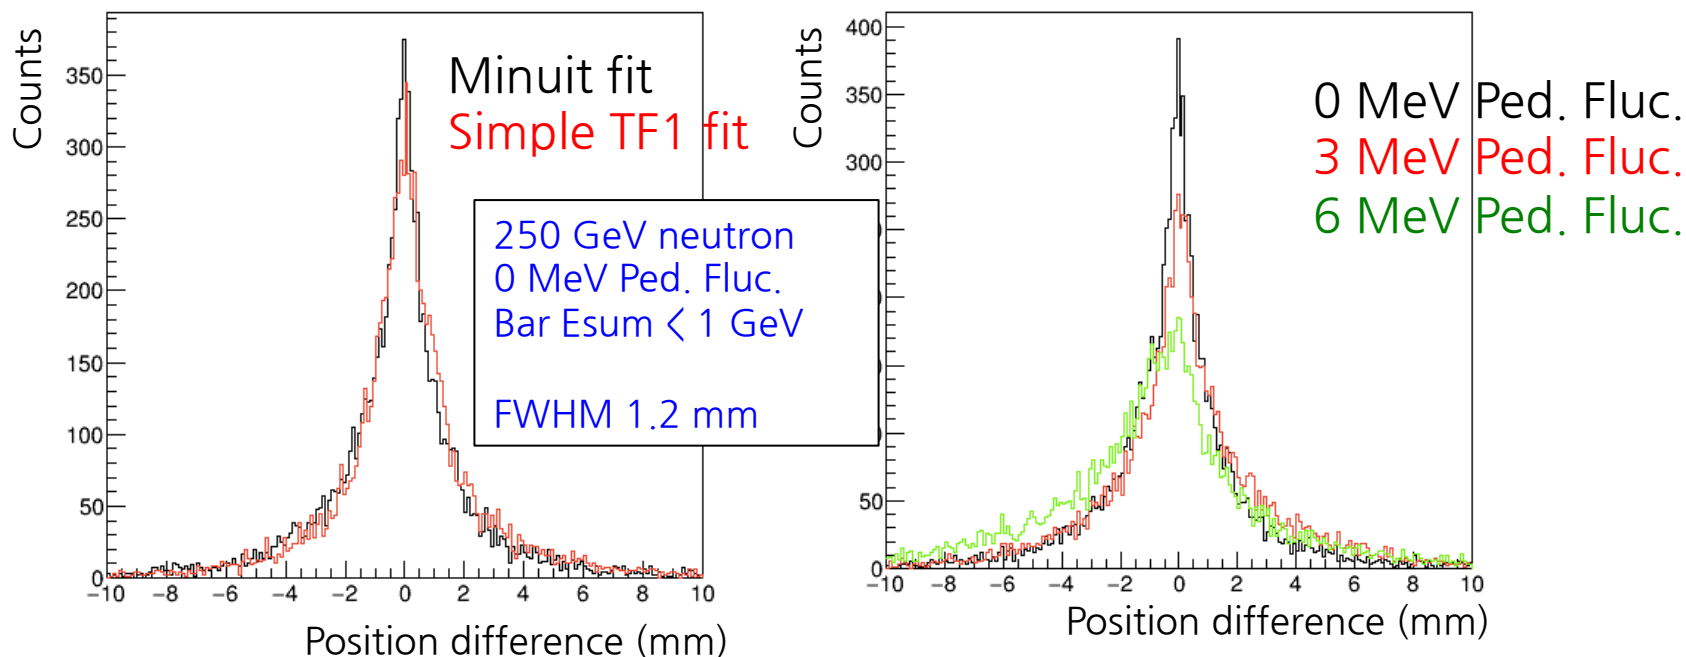 Counts
350
300
250
200
150
100
50
0
Minuit fit
Simple TF1 fit
250 GeV neutron
0 MeV Ped. Fluc.
Bar Esum < 1 GeV
FWHM 1.2 mm
−10 −8 −6 −4 −2 0 2 4 6 8 10
Position difference (mm)
Counts
400
350
300
50
0
0 MeV Ped. Fluc.
3 MeV Ped. Fluc.
6 MeV Ped. Fluc.
−10 −8 −6 −4 −2 0 2 4 6 8 10
Position difference (mm)